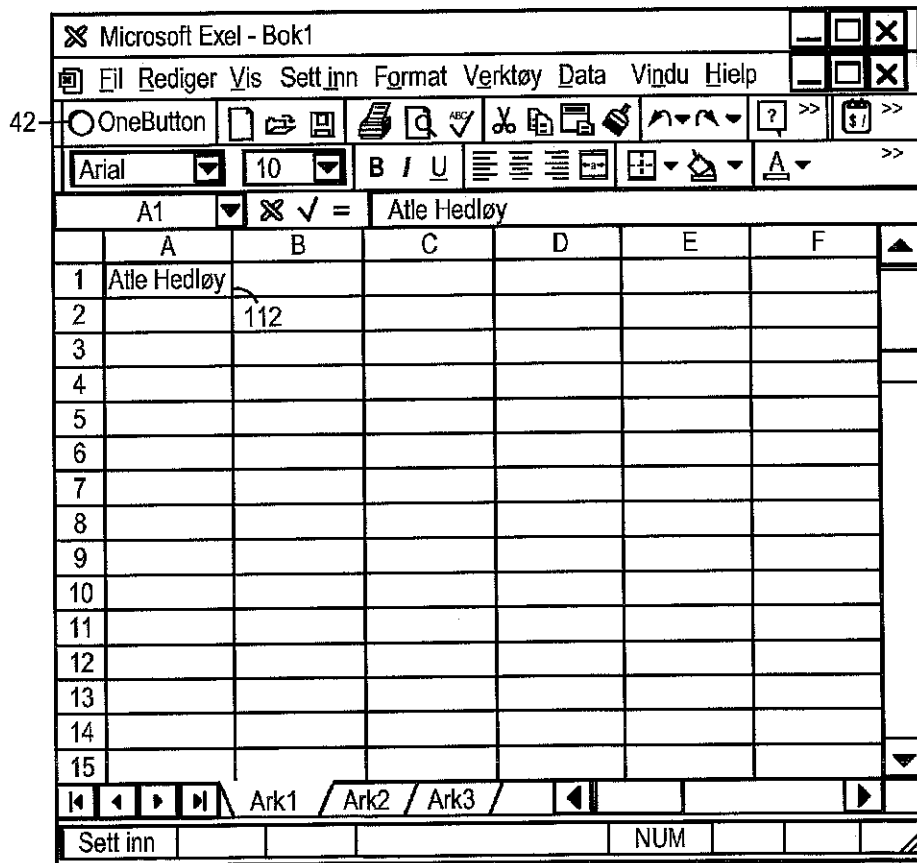 Microsoft Exel - Bok1
Fil Rediger Vis Sett inn Format Verktøy Data Vindu Hielp
42 OneButton ABC ? >> $/ >>
Arial 10 B I U a A >>
A1 = Atle Hedløy
A B C D E F
1 Atle Hedløy
2 112
3
4
5
6
7
8
9
10
11
12
13
14
15
Ark1 Ark2 Ark3
Sett inn NUM